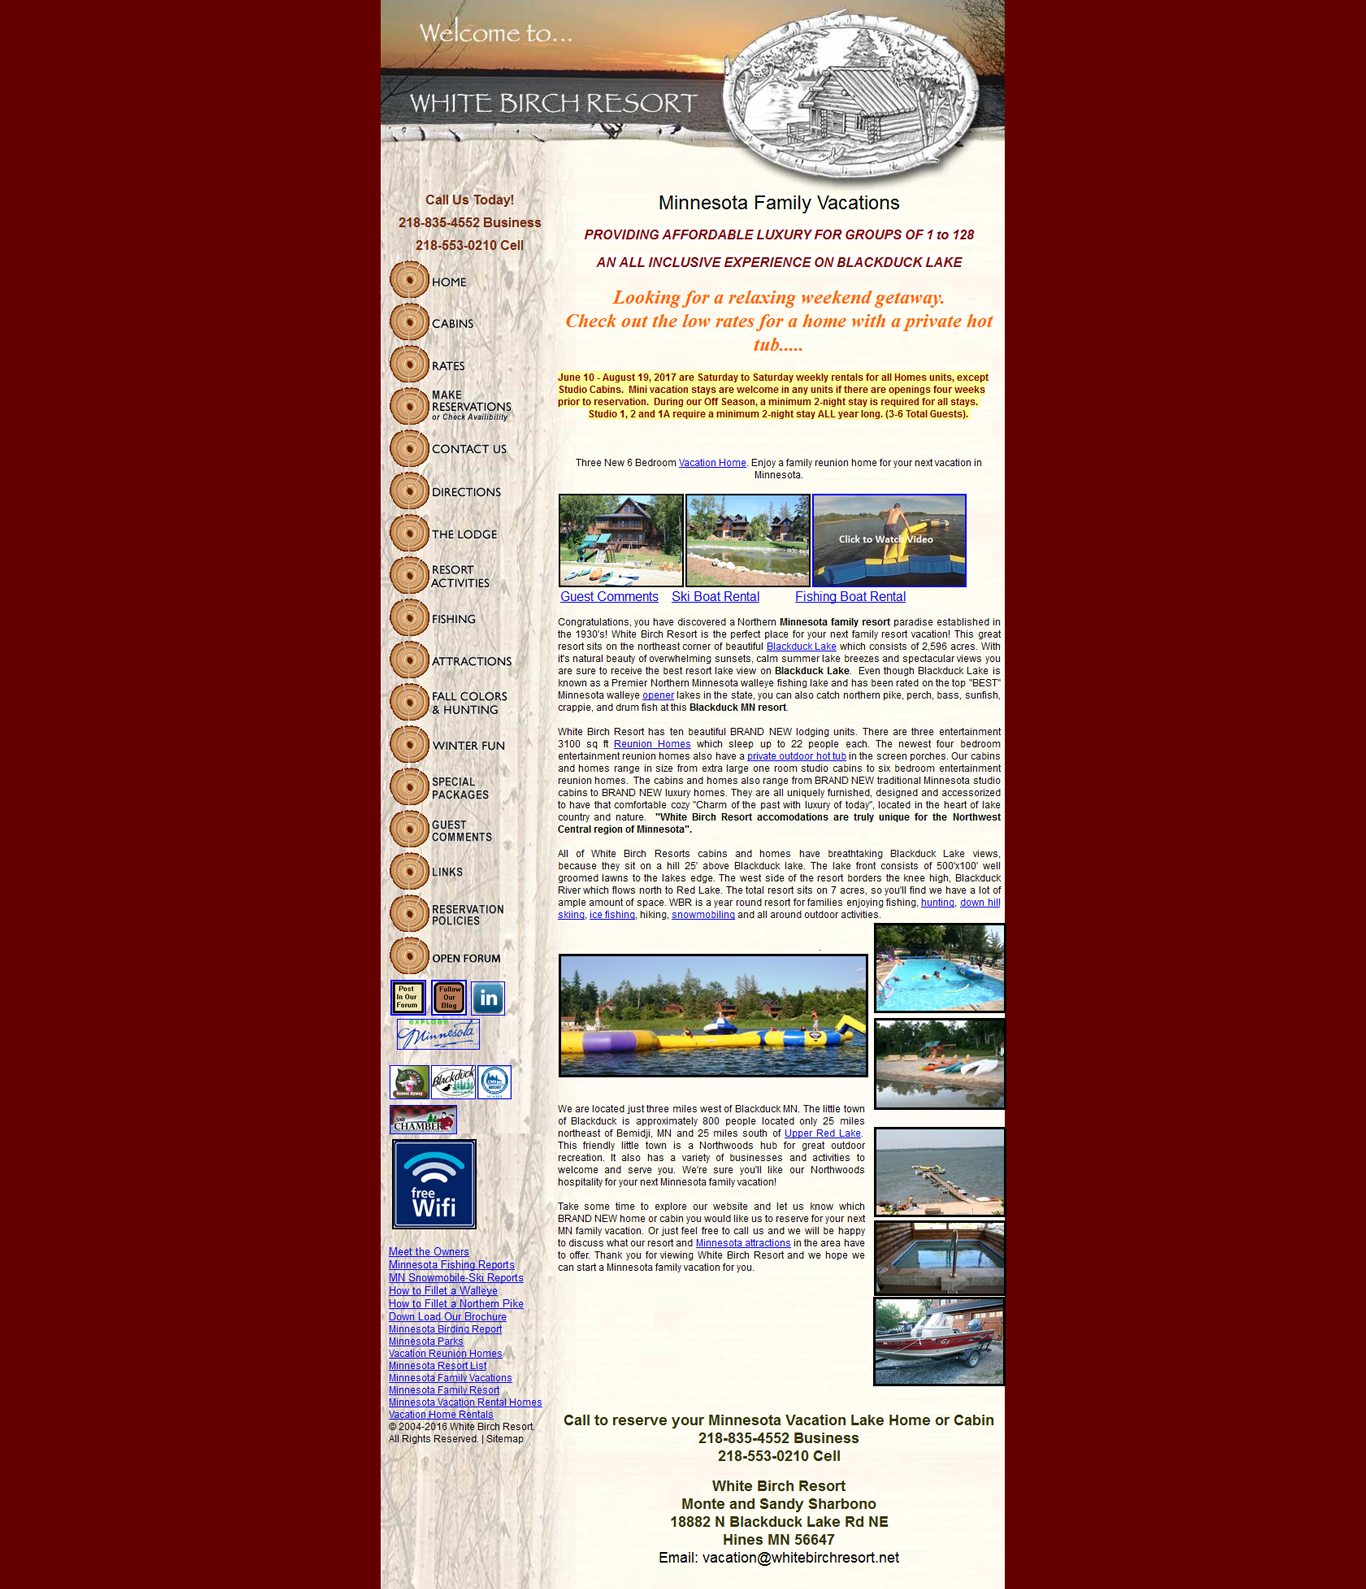 Welcome to...
WHITE BIRCH RESORT
Call Us Today!
218-835-4552 Business
218-553-0210 Cell
HOME
CABINS
RATES
MAKE
RESERVATIONS
or Check Availibility
CONTACT US
DIRECTIONS
THE LODGE
RESORT
ACTIVITIES
FISHING
ATTRACTIONS
FALL COLORS
& HUNTING
WINTER FUN
SPECIAL
PACKAGES
GUEST
COMMENTS
LINKS
RESERVATION
POLICIES
OPEN FORUM
Post
In Our
Forum
Follow
Our
Blog
in
EXPLORE
Minnesota
Blackduck
CHAMBER
free
Wifi
Meet the Owners
Minnesota Fishing Reports
MN Snowmobile-Ski Reports
How to Fillet a Walleye
How to Fillet a Northern Pike
Down Load Our Brochure
Minnesota Birding Report
Minnesota Parks
Vacation Reunion Homes
Minnesota Resort List
Minnesota Family Vacations
Minnesota Family Resort
Minnesota Vacation Rental Homes
Vacation Home Rentals
© 2004-2016 White Birch Resort.
All Rights Reserved. | Sitemap
Minnesota Family Vacations
PROVIDING AFFORDABLE LUXURY FOR GROUPS OF 1 to 128
AN ALL INCLUSIVE EXPERIENCE ON BLACKDUCK LAKE
Looking for a relaxing weekend getaway.
Check out the low rates for a home with a private hot
tub.....
June 10 - August 19, 2017 are Saturday to Saturday weekly rentals for all Homes units, except
Studio Cabins. Mini vacation stays are welcome in any units if there are openings four weeks
prior to reservation. During our Off Season, a minimum 2-night stay is required for all stays.
Studio 1, 2 and 1A require a minimum 2-night stay ALL year long. (3-6 Total Guests).
Three New 6 Bedroom Vacation Home. Enjoy a family reunion home for your next vacation in
Minnesota.
Click to Watch Video
Guest Comments Ski Boat Rental Fishing Boat Rental
Congratulations, you have discovered a Northern Minnesota family resort paradise established in
the 1930's! White Birch Resort is the perfect place for your next family resort vacation! This great
resort sits on the northeast corner of beautiful Blackduck Lake which consists of 2,596 acres. With
it's natural beauty of overwhelming sunsets, calm summer lake breezes and spectacular views you
are sure to receive the best resort lake view on Blackduck Lake. Even though Blackduck Lake is
known as a Premier Northern Minnesota walleye fishing lake and has been rated on the top "BEST"
Minnesota walleye opener lakes in the state, you can also catch northern pike, perch, bass, sunfish,
crappie, and drum fish at this Blackduck MN resort.
White Birch Resort has ten beautiful BRAND NEW lodging units. There are three entertainment
3100 sq ft Reunion Homes which sleep up to 22 people each. The newest four bedroom
entertainment reunion homes also have a private outdoor hot tub in the screen porches. Our cabins
and homes range in size from extra large one room studio cabins to six bedroom entertainment
reunion homes. The cabins and homes also range from BRAND NEW traditional Minnesota studio
cabins to BRAND NEW luxury homes. They are all uniquely furnished, designed and accessorized
to have that comfortable cozy "Charm of the past with luxury of today", located in the heart of lake
country and nature. "White Birch Resort accomodations are truly unique for the Northwest
Central region of Minnesota".
All of White Birch Resorts cabins and homes have breathtaking Blackduck Lake views,
because they sit on a hill 25' above Blackduck lake. The lake front consists of 500'x100' well
groomed lawns to the lakes edge. The west side of the resort borders the knee high, Blackduck
River which flows north to Red Lake. The total resort sits on 7 acres, so you'll find we have a lot of
ample amount of space. WBR is a year round resort for families enjoying fishing, hunting, down hill
skiing, ice fishing, hiking, snowmobiling and all around outdoor activities.
We are located just three miles west of Blackduck MN. The little town
of Blackduck is approximately 800 people located only 25 miles
northeast of Bemidji, MN and 25 miles south of Upper Red Lake.
This friendly little town is a Northwoods hub for great outdoor
recreation. It also has a variety of businesses and activities to
welcome and serve you. We're sure you'll like our Northwoods
hospitality for your next Minnesota family vacation!
Take some time to explore our website and let us know which
BRAND NEW home or cabin you would like us to reserve for your next
MN family vacation. Or just feel free to call us and we will be happy
to discuss what our resort and Minnesota attractions in the area have
to offer. Thank you for viewing White Birch Resort and we hope we
can start a Minnesota family vacation for you.
Call to reserve your Minnesota Vacation Lake Home or Cabin
218-835-4552 Business
218-553-0210 Cell
White Birch Resort
Monte and Sandy Sharbono
18882 N Blackduck Lake Rd NE
Hines MN 56647
Email: vacation@whitebirchresort.net